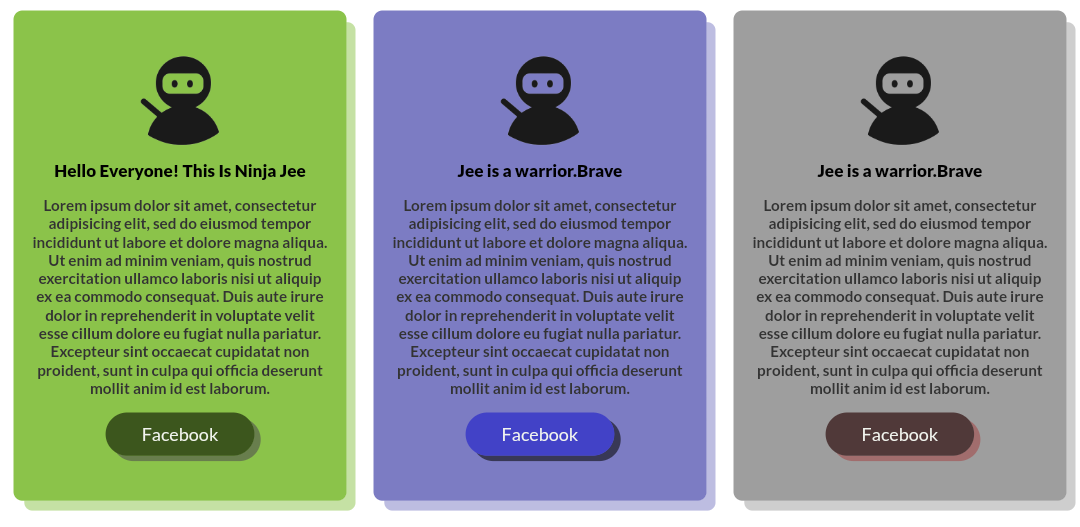 Hello Everyone! This Is Ninja Jee
Lorem ipsum dolor sit amet, consectetur
adipisicing elit, sed do eiusmod tempor
incididunt ut labore et dolore magna aliqua.
Ut enim ad minim veniam, quis nostrud
exercitation ullamco laboris nisi ut aliquip
ex ea commodo consequat. Duis aute irure
dolor in reprehenderit in voluptate velit
esse cillum dolore eu fugiat nulla pariatur.
Excepteur sint occaecat cupidatat non
proident, sunt in culpa qui officia deserunt
mollit anim id est laborum.
Facebook
Jee is a warrior.Brave
Lorem ipsum dolor sit amet, consectetur
adipisicing elit, sed do eiusmod tempor
incididunt ut labore et dolore magna aliqua.
Ut enim ad minim veniam, quis nostrud
exercitation ullamco laboris nisi ut aliquip
ex ea commodo consequat. Duis aute irure
dolor in reprehenderit in voluptate velit
esse cillum dolore eu fugiat nulla pariatur.
Excepteur sint occaecat cupidatat non
proident, sunt in culpa qui officia deserunt
mollit anim id est laborum.
Facebook
Jee is a warrior.Brave
Lorem ipsum dolor sit amet, consectetur
adipisicing elit, sed do eiusmod tempor
incididunt ut labore et dolore magna aliqua.
Ut enim ad minim veniam, quis nostrud
exercitation ullamco laboris nisi ut aliquip
ex ea commodo consequat. Duis aute irure
dolor in reprehenderit in voluptate velit
esse cillum dolore eu fugiat nulla pariatur.
Excepteur sint occaecat cupidatat non
proident, sunt in culpa qui officia deserunt
mollit anim id est laborum.
Facebook